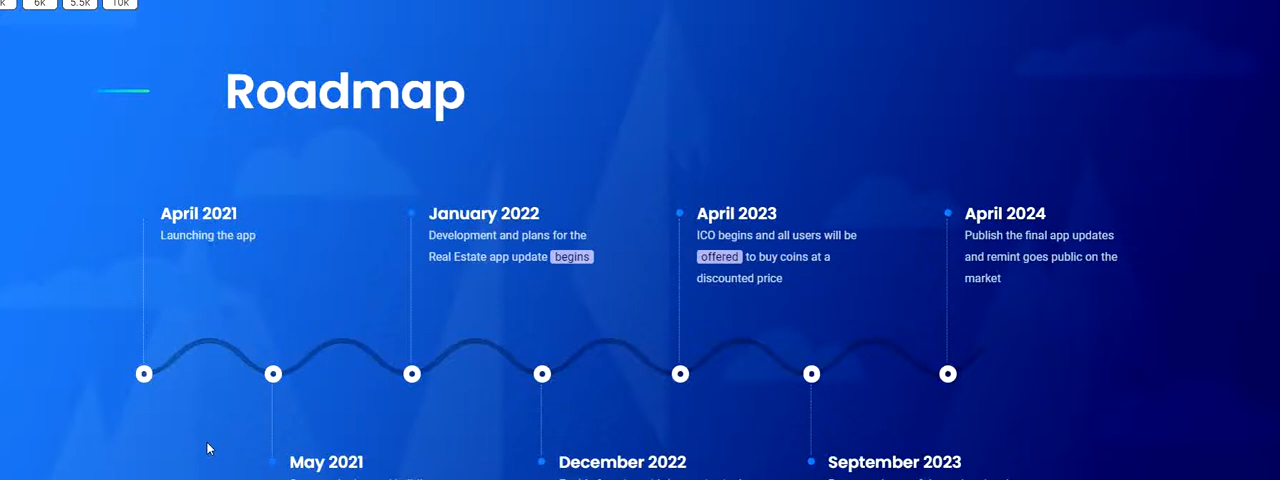 6k 5.5k 10k
Roadmap
April 2021
Launching the app
January 2022
Development and plans for the
Real Estate app update begins
April 2023
ICO begins and all users will be
offered to buy coins at a
discounted price
April 2024
Publish the final app updates
and remint goes public on the
market
May 2021
December 2022
September 2023